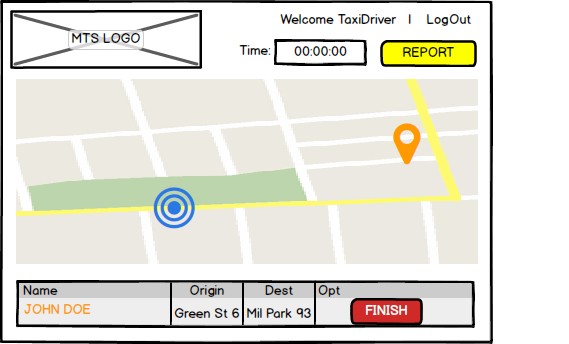 Welcome TaxiDriver | LogOut
MTS LOGO
Time: 00:00:00 REPORT
Name Origin Dest Opt
JOHN DOE Green St 6 Mil Park 93 FINISH